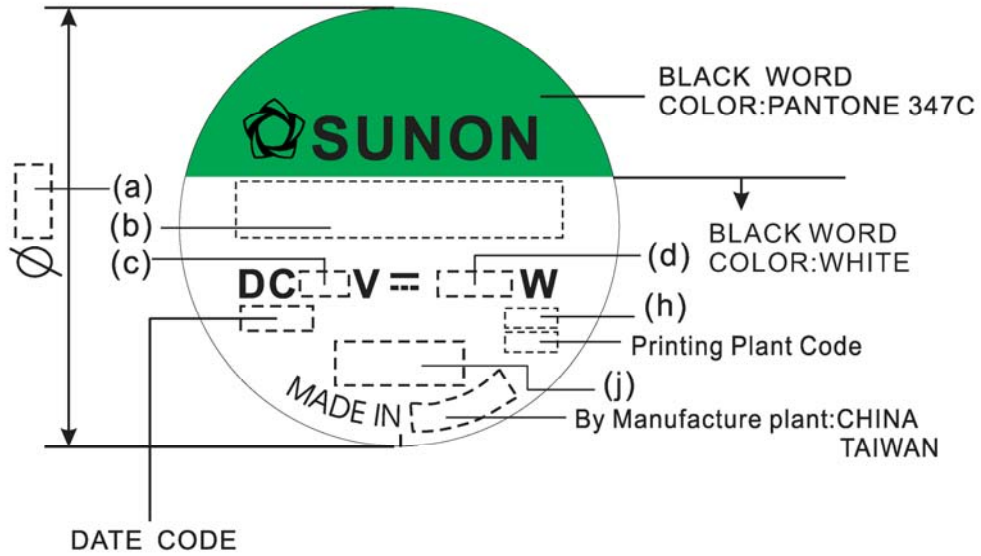 BLACK WORD
COLOR:PANTONE 347C
SUNON
(a)
Ø
(b)
BLACK WORD
COLOR:WHITE
(c)
(d)
DC V ⎓ W
(h)
Printing Plant Code
(j)
MADE IN
By Manufacture plant:CHINA
TAIWAN
DATE CODE